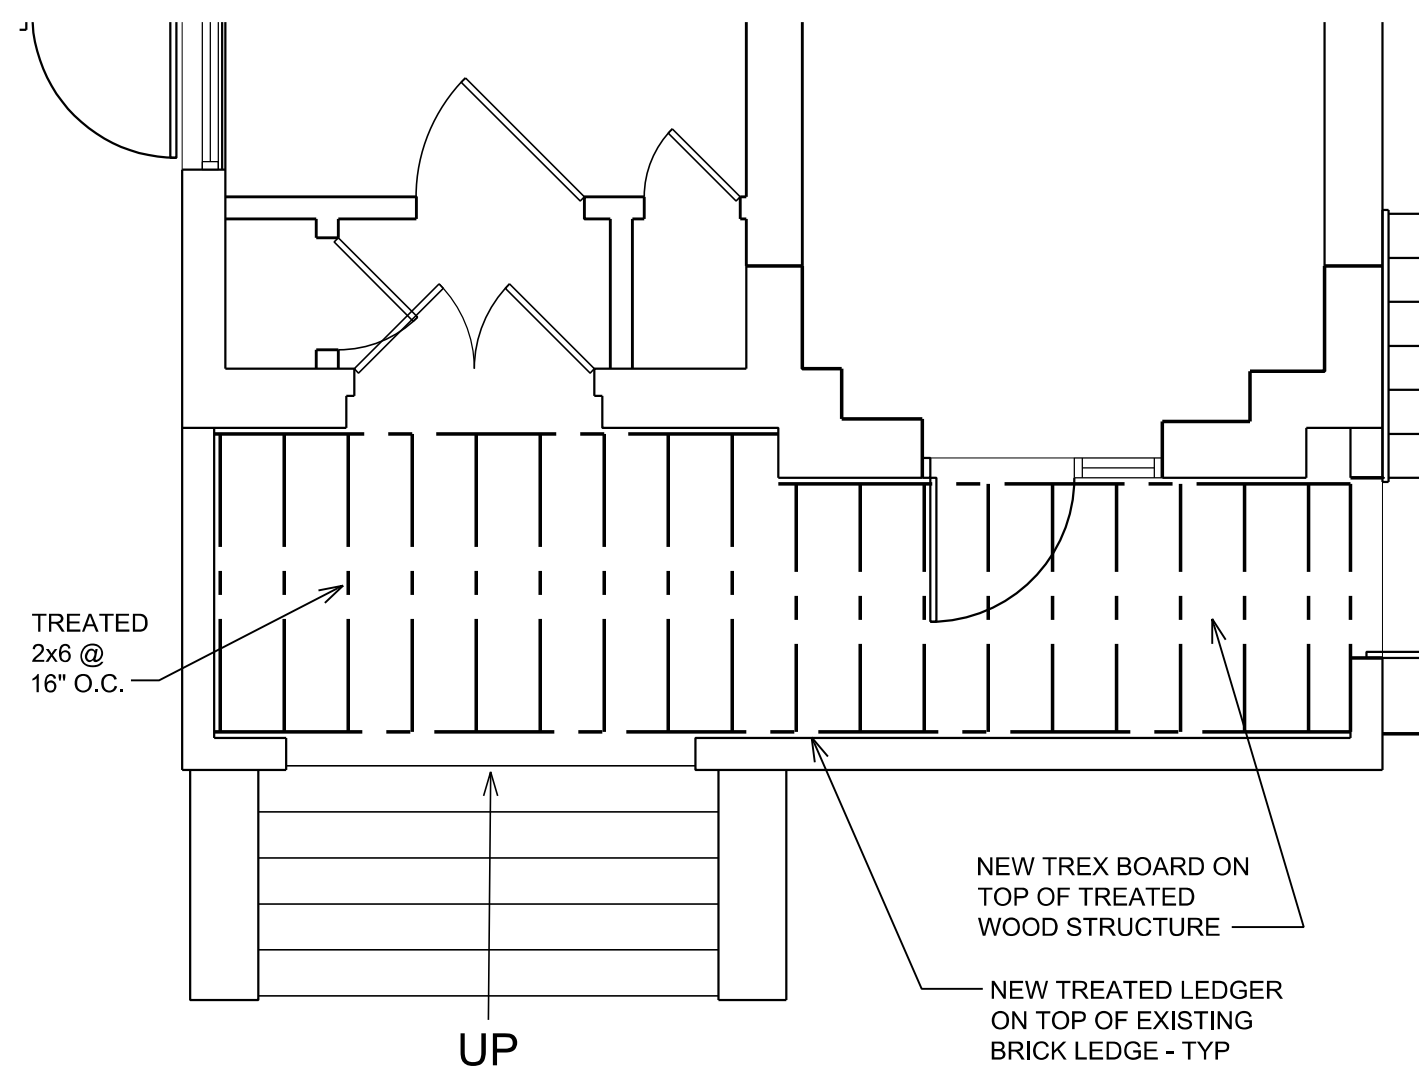 TREATED
2x6 @
16" O.C.
NEW TREX BOARD ON
TOP OF TREATED
WOOD STRUCTURE
NEW TREATED LEDGER
ON TOP OF EXISTING
BRICK LEDGE - TYP
UP